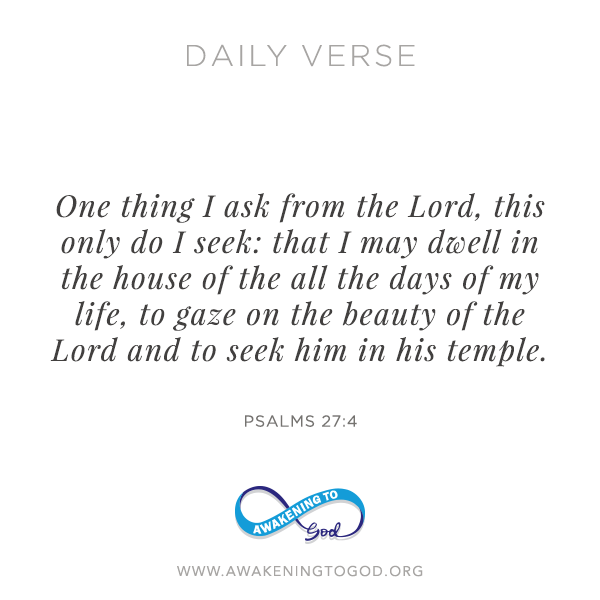 DAILY VERSE
One thing I ask from the Lord, this
only do I seek: that I may dwell in
the house of the all the days of my
life, to gaze on the beauty of the
Lord and to seek him in his temple.
PSALMS 27:4
AWAKENING TO
God
WWW.AWAKENINGTOGOD.ORG